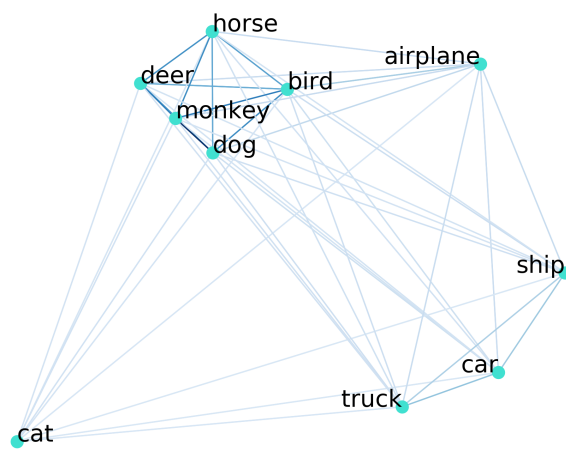 horse
airplane
deer
bird
monkey
dog
ship
car
truck
cat